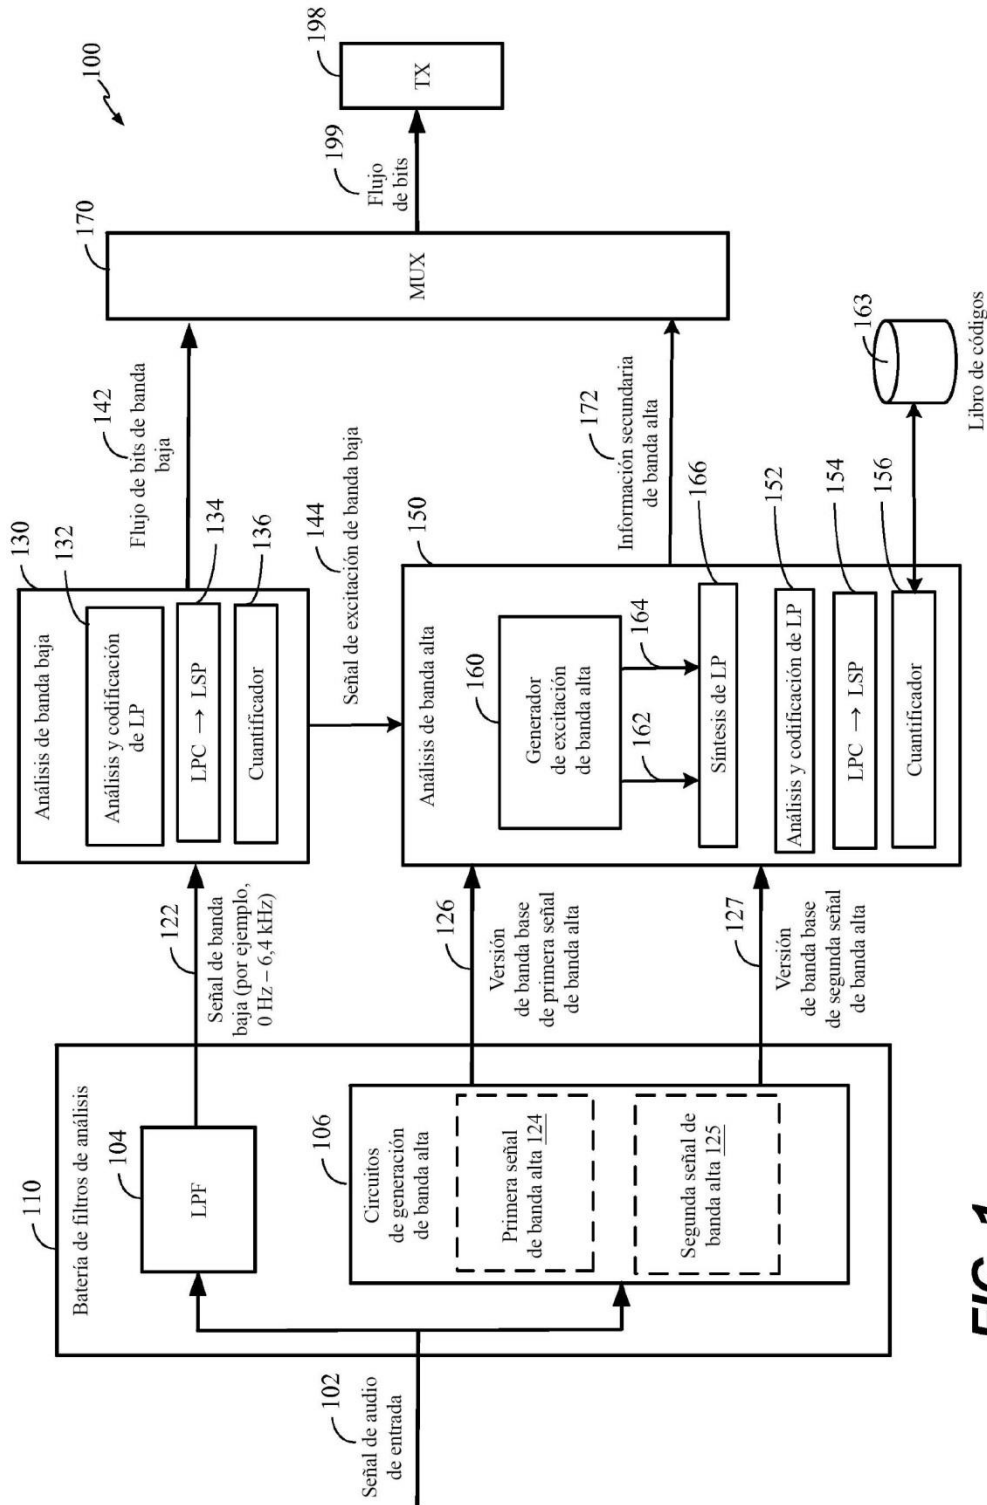 100
102
Señal de audio
de entrada
110
Batería de filtros de análisis
104
LPF
106
Circuitos
de generación de
banda alta
Primera señal
de banda alta 124
Segunda señal de
banda alta 125
122
Señal de banda
baja (por ejemplo,
0 Hz – 6,4 kHz)
126
Versión
de banda base
de primera señal
de banda alta
127
Versión
de banda base
de segunda señal
de banda alta
130
Análisis de banda baja
132
Análisis y codificación
de LP
134
LPC → LSP
136
Cuantificador
142
Flujo de bits de banda
baja
144
Señal de excitación de banda baja
150
Análisis de banda alta
160
Generador
de excitación
de banda alta
162
164
166
Síntesis de LP
152
Análisis y codificación de LP
154
LPC → LSP
156
Cuantificador
163
Libro de códigos
172
Información secundaria
de banda alta
170
MUX
199
Flujo
de bits
198
TX
FIG. 1